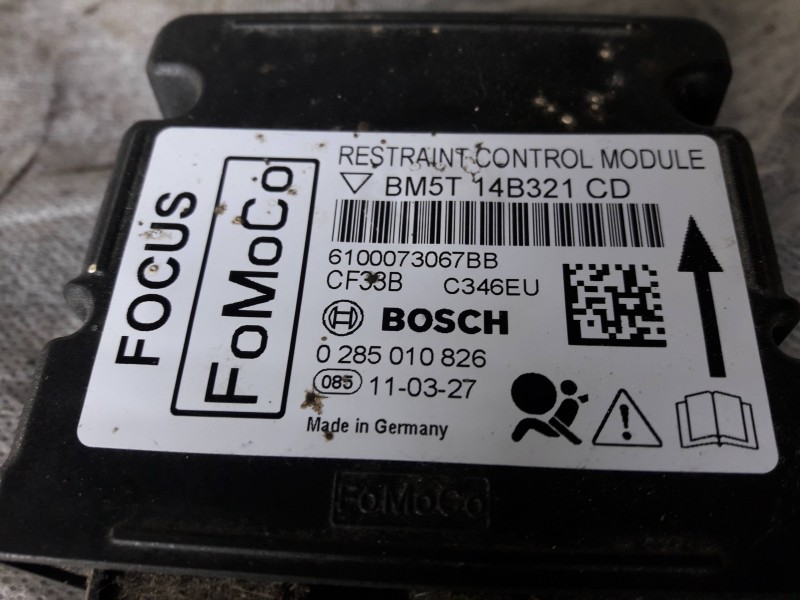 FOCUS
FoMoCo
RESTRAINT CONTROL MODULE
BM5T 14B321 CD
6100073067BB
CF33B C346EU
BOSCH
0 285 010 826
085 11-03-27
Made in Germany
FoMoCo